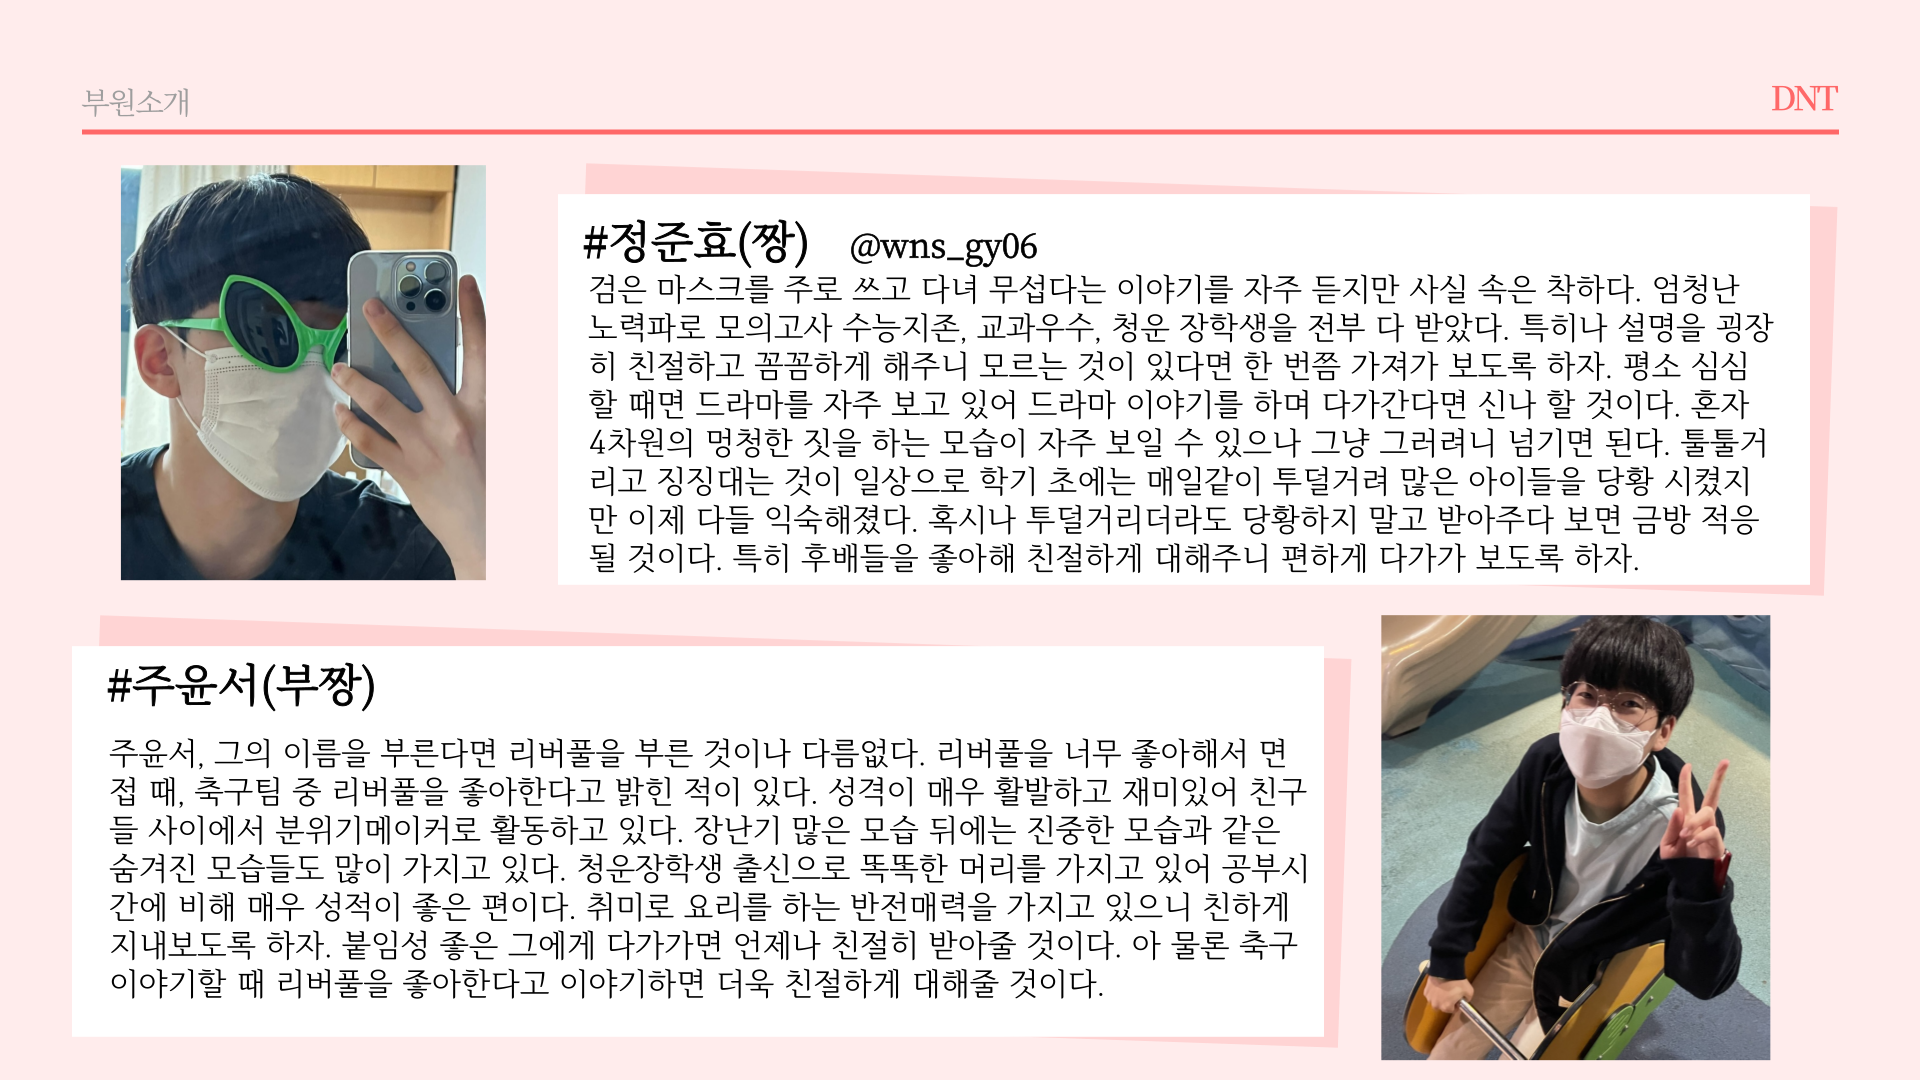 부원소개
DNT
#정준효(짱) @wns_gy06
검은 마스크를 주로 쓰고 다녀 무섭다는 이야기를 자주 듣지만 사실 속은 착하다. 엄청난
노력파로 모의고사 수능지존, 교과우수, 청운 장학생을 전부 다 받았다. 특히나 설명을 굉장
히 친절하고 꼼꼼하게 해주니 모르는 것이 있다면 한 번쯤 가져가 보도록 하자. 평소 심심
할 때면 드라마를 자주 보고 있어 드라마 이야기를 하며 다가간다면 신나 할 것이다. 혼자
4차원의 멍청한 짓을 하는 모습이 자주 보일 수 있으나 그냥 그러려니 넘기면 된다. 툴툴거
리고 징징대는 것이 일상으로 학기 초에는 매일같이 투덜거려 많은 아이들을 당황 시켰지
만 이제 다들 익숙해졌다. 혹시나 투덜거리더라도 당황하지 말고 받아주다 보면 금방 적응
될 것이다. 특히 후배들을 좋아해 친절하게 대해주니 편하게 다가가 보도록 하자.
#주윤서(부짱)
주윤서, 그의 이름을 부른다면 리버풀을 부른 것이나 다름없다. 리버풀을 너무 좋아해서 면
접 때, 축구팀 중 리버풀을 좋아한다고 밝힌 적이 있다. 성격이 매우 활발하고 재미있어 친구
들 사이에서 분위기메이커로 활동하고 있다. 장난기 많은 모습 뒤에는 진중한 모습과 같은
숨겨진 모습들도 많이 가지고 있다. 청운장학생 출신으로 똑똑한 머리를 가지고 있어 공부시
간에 비해 매우 성적이 좋은 편이다. 취미로 요리를 하는 반전매력을 가지고 있으니 친하게
지내보도록 하자. 붙임성 좋은 그에게 다가가면 언제나 친절히 받아줄 것이다. 아 물론 축구
이야기할 때 리버풀을 좋아한다고 이야기하면 더욱 친절하게 대해줄 것이다.